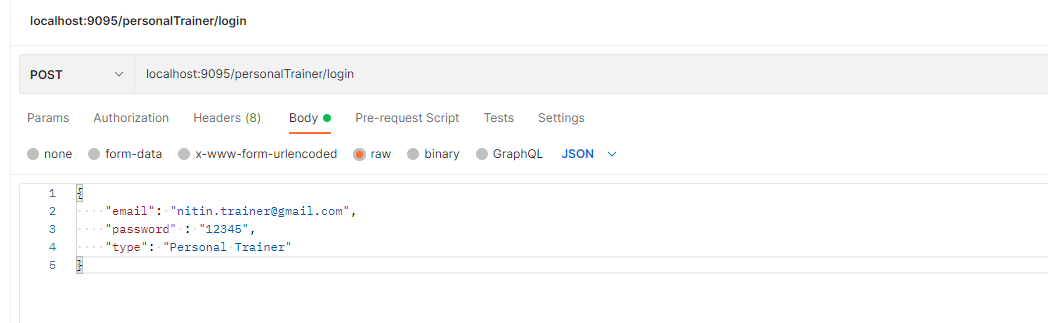 localhost:9095/personalTrainer/login
POST localhost:9095/personalTrainer/login
Params Authorization Headers (8) Body Pre-request Script Tests Settings
none form-data x-www-form-urlencoded raw binary GraphQL JSON
1 {
2 "email": "nitin.trainer@gmail.com",
3 "password" : "12345",
4 "type": "Personal Trainer"
5 }